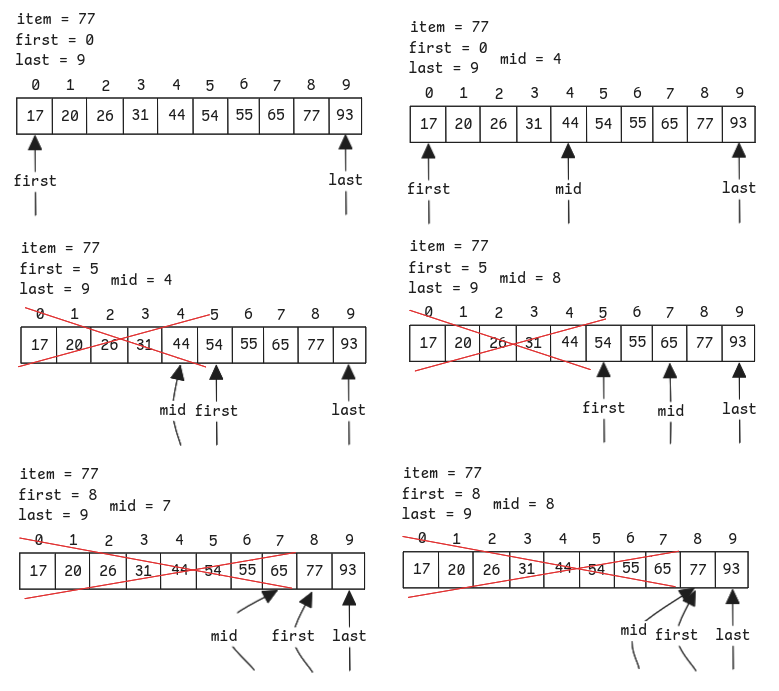 item = 77
first = 0
last = 9
0 1 2 3 4 5 6 7 8 9
17 20 26 31 44 54 55 65 77 93
first last
item = 77
first = 0
last = 9 mid = 4
0 1 2 3 4 5 6 7 8 9
17 20 26 31 44 54 55 65 77 93
first mid last
item = 77
first = 5
last = 9 mid = 4
0 1 2 3 4 5 6 7 8 9
17 20 26 31 44 54 55 65 77 93
mid first last
item = 77
first = 5
last = 9 mid = 8
0 1 2 3 4 5 6 7 8 9
17 20 26 31 44 54 55 65 77 93
first mid last
item = 77
first = 8
last = 9 mid = 7
0 1 2 3 4 5 6 7 8 9
17 20 26 31 44 54 55 65 77 93
mid first last
item = 77
first = 8
last = 9 mid = 8
0 1 2 3 4 5 6 7 8 9
17 20 26 31 44 54 55 65 77 93
mid first last